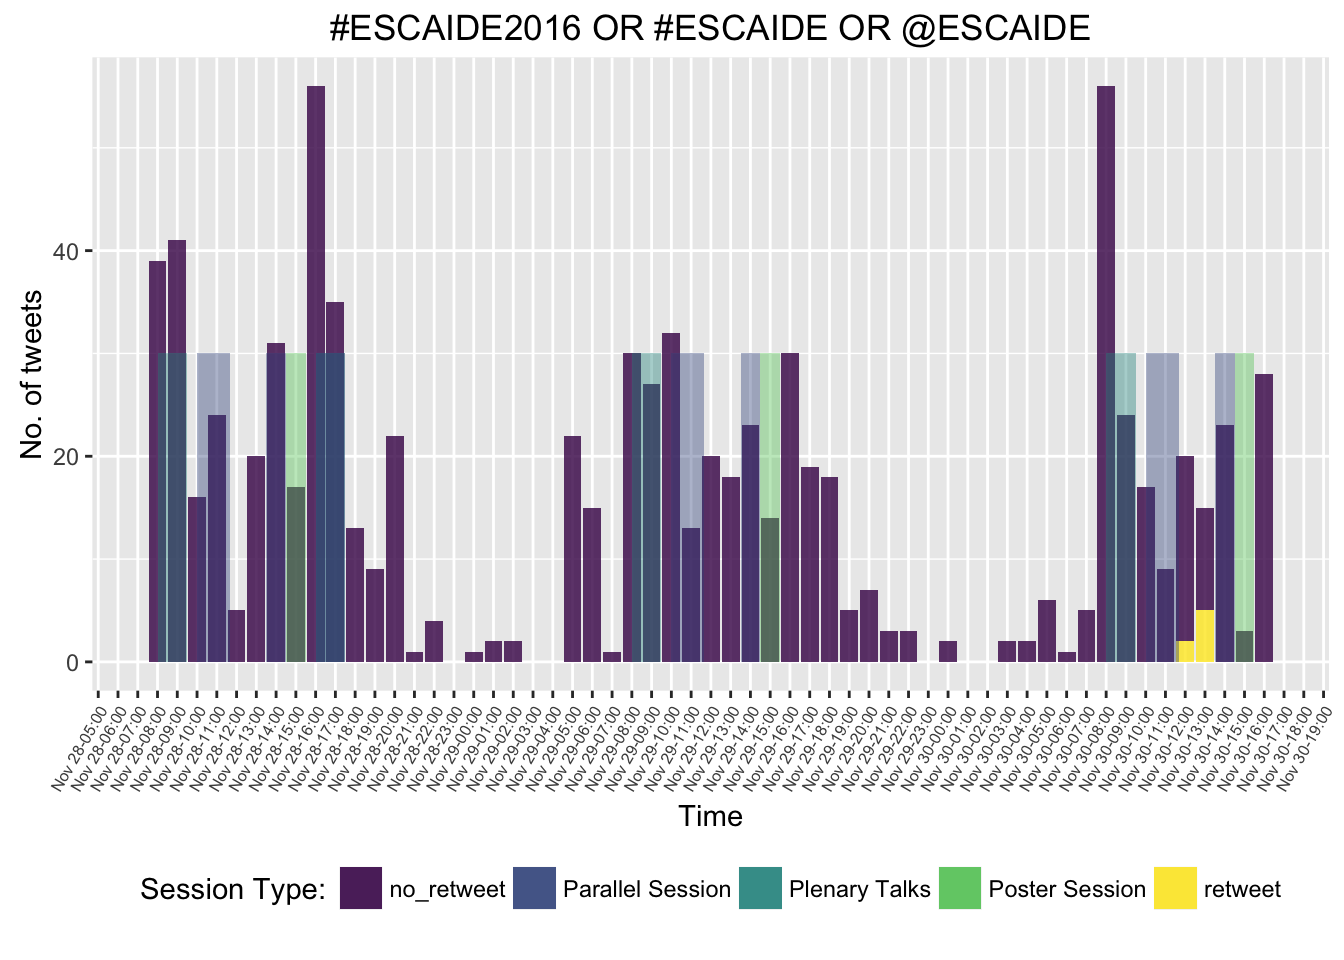 #ESCAIDE2016 OR #ESCAIDE OR @ESCAIDE
No. of tweets
40
20
0
Nov 28-05:00
Nov 28-06:00
Nov 28-07:00
Nov 28-08:00
Nov 28-09:00
Nov 28-10:00
Nov 28-11:00
Nov 28-12:00
Nov 28-13:00
Nov 28-14:00
Nov 28-15:00
Nov 28-16:00
Nov 28-17:00
Nov 28-18:00
Nov 28-19:00
Nov 28-20:00
Nov 28-21:00
Nov 28-22:00
Nov 28-23:00
Nov 29-00:00
Nov 29-01:00
Nov 29-02:00
Nov 29-03:00
Nov 29-04:00
Nov 29-05:00
Nov 29-06:00
Nov 29-07:00
Nov 29-08:00
Nov 29-09:00
Nov 29-10:00
Nov 29-11:00
Nov 29-12:00
Nov 29-13:00
Nov 29-14:00
Nov 29-15:00
Nov 29-16:00
Nov 29-17:00
Nov 29-18:00
Nov 29-19:00
Nov 29-20:00
Nov 29-21:00
Nov 29-22:00
Nov 29-23:00
Nov 30-00:00
Nov 30-01:00
Nov 30-02:00
Nov 30-03:00
Nov 30-04:00
Nov 30-05:00
Nov 30-06:00
Nov 30-07:00
Nov 30-08:00
Nov 30-09:00
Nov 30-10:00
Nov 30-11:00
Nov 30-12:00
Nov 30-13:00
Nov 30-14:00
Nov 30-15:00
Nov 30-16:00
Nov 30-17:00
Nov 30-18:00
Nov 30-19:00
Time
Session Type: no_retweet Parallel Session Plenary Talks Poster Session retweet